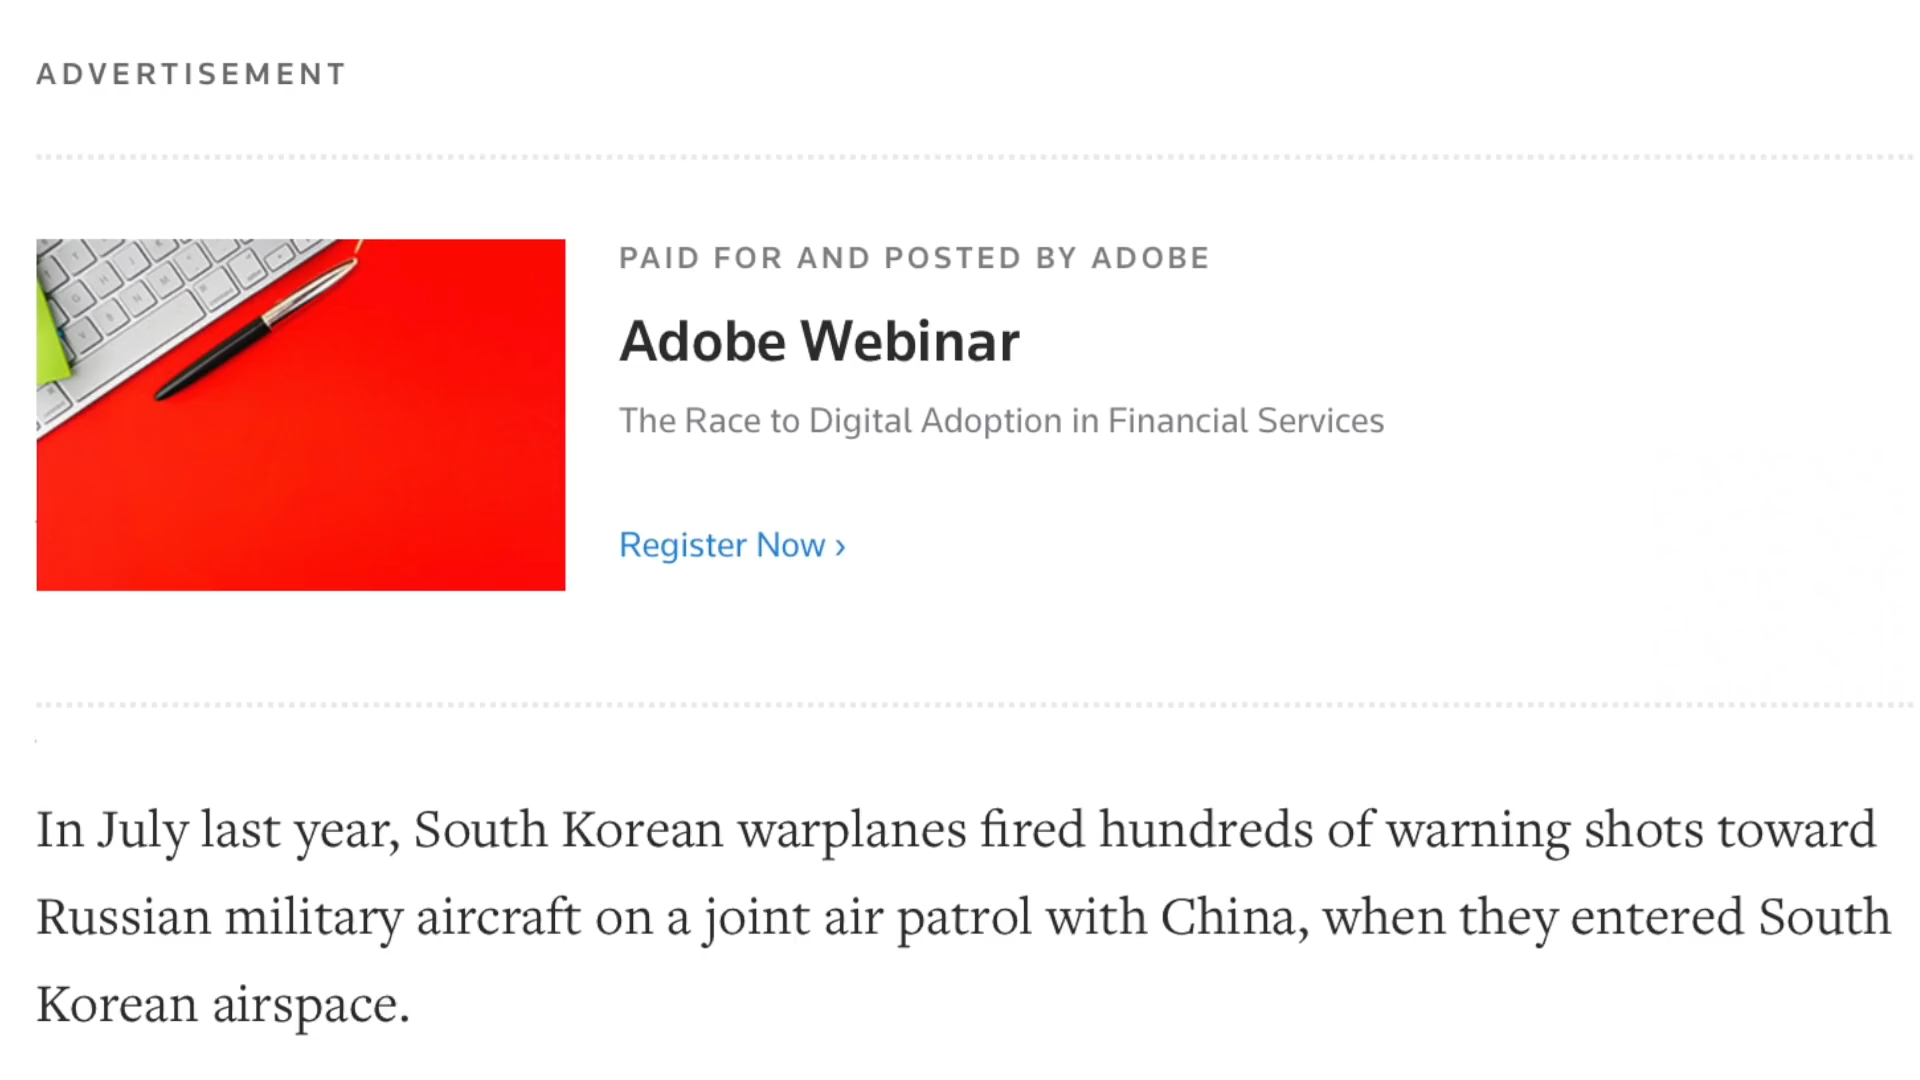 ADVERTISEMENT
PAID FOR AND POSTED BY ADOBE
Adobe Webinar
The Race to Digital Adoption in Financial Services
Register Now ›
In July last year, South Korean warplanes fired hundreds of warning shots toward
Russian military aircraft on a joint air patrol with China, when they entered South
Korean airspace.